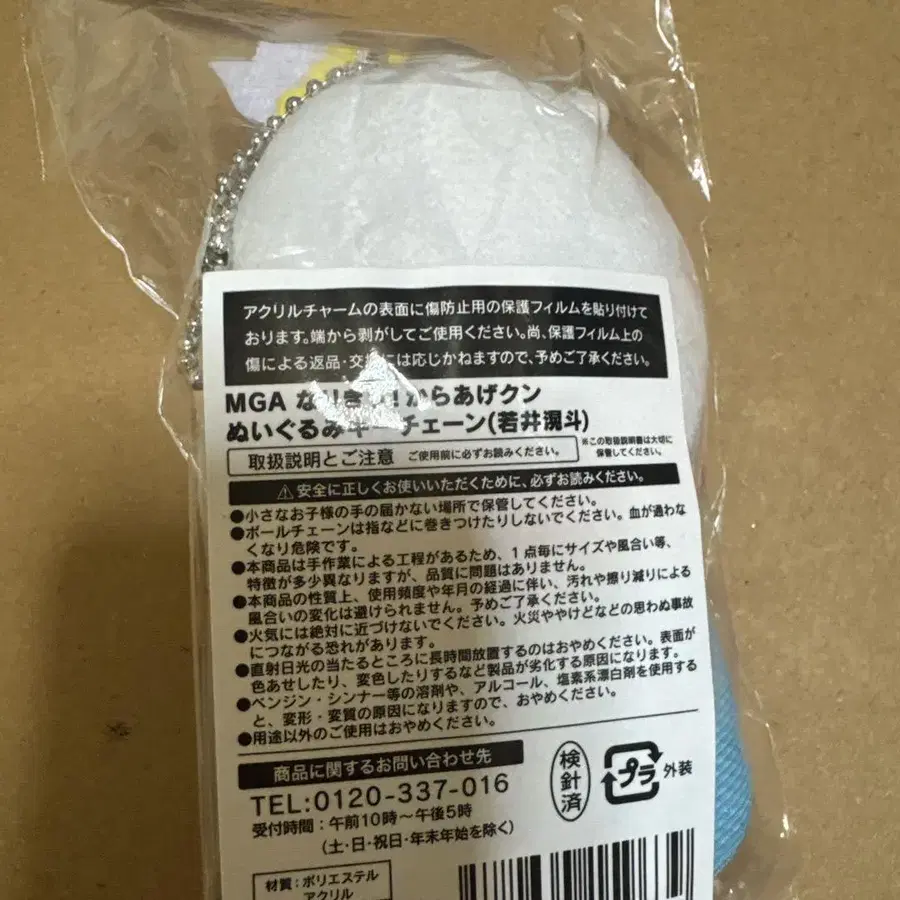 アクリルチャームの表面に傷防止用の保護フィルムを貼り付けて
おります。端から剥がしてご使用ください。尚、保護フィルム上の
傷による返品・交換には応じかねますので、予めご了承ください。
MGA なりきり!からあげクン
ぬいぐるみキーチェーン(若井滉斗)
取扱説明とご注意 ご使用前に必ずお読みください。
※この取扱説明書は大切に
保管してください。
⚠安全に正しくお使いいただくために、必ずお読みください。
●小さなお子様の手の届かない場所で保管してください。
●ボールチェーンは指などに巻きつけたりしないでください。血が通わな
くなり危険です。
●本商品は手作業による工程があるため、1点毎にサイズや風合い等、
特徴が多少異なりますが、品質に問題はありません。
●本商品の性質上、使用頻度や年月の経過に伴い、汚れや擦り減りによる
風合いの変化は避けられません。予めご了承ください。
●火気には絶対に近づけないでください。火災ややけどなどの思わぬ事故
につながる恐れがあります。
●直射日光の当たるところに長時間放置するのはおやめください。表面が
色あせしたり、変色したりするなど製品が劣化する原因になります。
●ベンジン・シンナー等の溶剤や、アルコール、塩素系漂白剤を使用する
と、変形・変質の原因になりますので、おやめください。
●用途以外のご使用はおやめください。
商品に関するお問い合わせ先
TEL:0120-337-016
受付時間:午前10時～午後5時
(土・日・祝日・年末年始を除く)
検針済
プラ 外装
材質:ポリエステル
アクリル